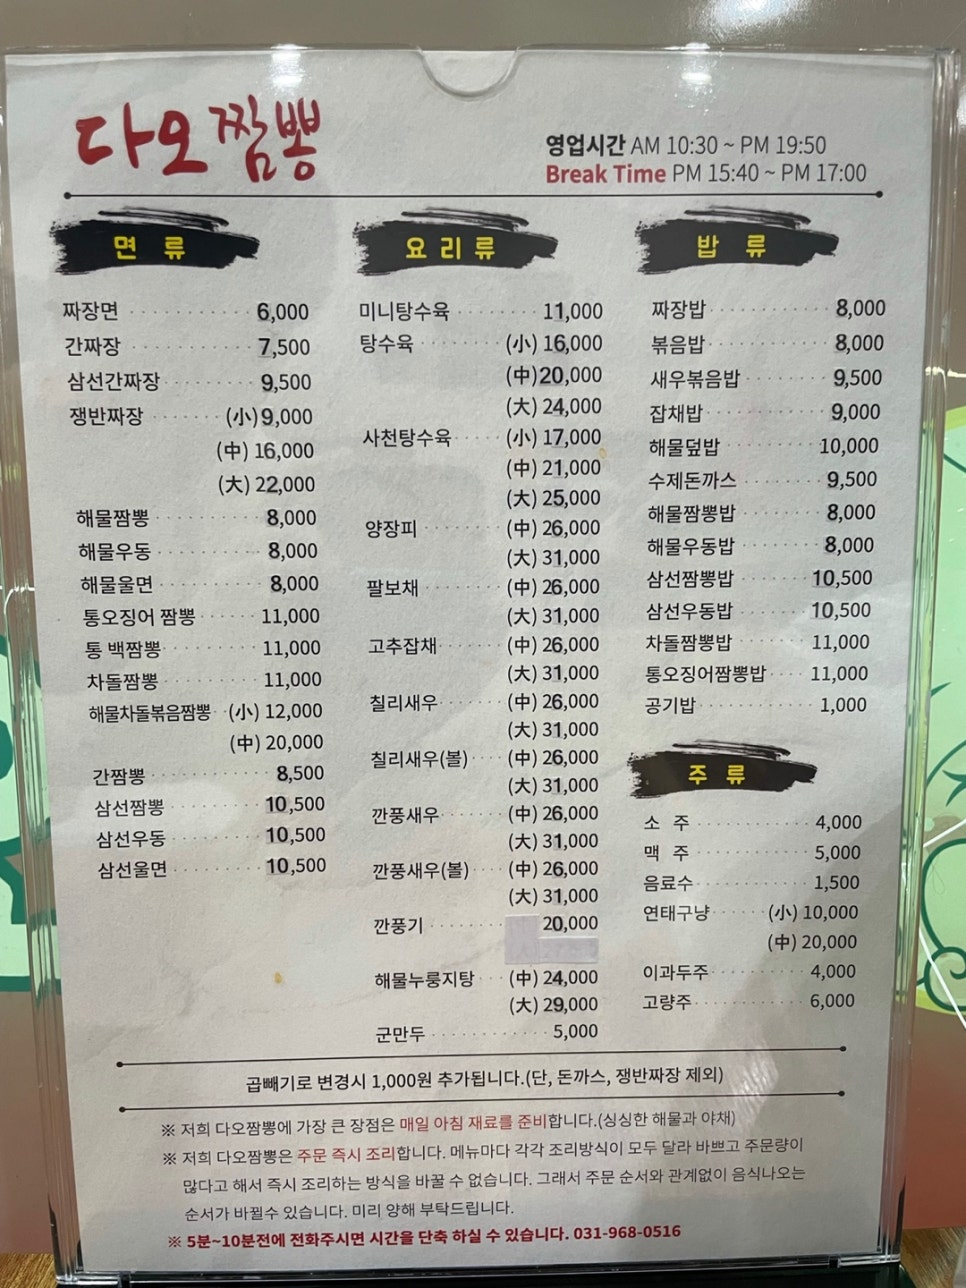 다오짬뽕
영업시간 AM 10:30 ~ PM 19:50
Break Time PM 15:40 ~ PM 17:00
면 류
짜장면 6,000
간짜장 7,500
삼선간짜장 9,500
쟁반짜장 (小) 9,000
(中) 16,000
(大) 22,000
해물짬뽕 8,000
해물우동 8,000
해물울면 8,000
통오징어 짬뽕 11,000
통 백짬뽕 11,000
차돌짬뽕 11,000
해물차돌볶음짬뽕 (小) 12,000
(中) 20,000
간짬뽕 8,500
삼선짬뽕 10,500
삼선우동 10,500
삼선울면 10,500
요 리 류
미니탕수육 11,000
탕수육 (小) 16,000
(中) 20,000
(大) 24,000
사천탕수육 (小) 17,000
(中) 21,000
(大) 25,000
양장피 (中) 26,000
(大) 31,000
팔보채 (中) 26,000
(大) 31,000
고추잡채 (中) 26,000
(大) 31,000
칠리새우 (中) 26,000
(大) 31,000
칠리새우(볼) (中) 26,000
(大) 31,000
깐풍새우 (中) 26,000
(大) 31,000
깐풍새우(볼) (中) 26,000
(大) 31,000
깐풍기 20,000
해물누룽지탕 (中) 24,000
(大) 29,000
군만두 5,000
밥 류
짜장밥 8,000
볶음밥 8,000
새우볶음밥 9,500
잡채밥 9,000
해물덮밥 10,000
수제돈까스 9,500
해물짬뽕밥 8,000
해물우동밥 8,000
삼선짬뽕밥 10,500
삼선우동밥 10,500
차돌짬뽕밥 11,000
통오징어짬뽕밥 11,000
공기밥 1,000
주 류
소 주 4,000
맥 주 5,000
음료수 1,500
연태구냥 (小) 10,000
(中) 20,000
이과두주 4,000
고량주 6,000
곱빼기로 변경시 1,000원 추가됩니다.(단, 돈까스, 쟁반짜장 제외)
※ 저희 다오짬뽕에 가장 큰 장점은 매일 아침 재료를 준비합니다.(싱싱한 해물과 야채)
※ 저희 다오짬뽕은 주문 즉시 조리합니다. 메뉴마다 각각 조리방식이 모두 달라 바쁘고 주문량이
많다고 해서 즉시 조리하는 방식을 바꿀 수 없습니다. 그래서 주문 순서와 관계없이 음식나오는
순서가 바뀔수 있습니다. 미리 양해 부탁드립니다.
※ 5분~10분전에 전화주시면 시간을 단축 하실 수 있습니다. 031-968-0516